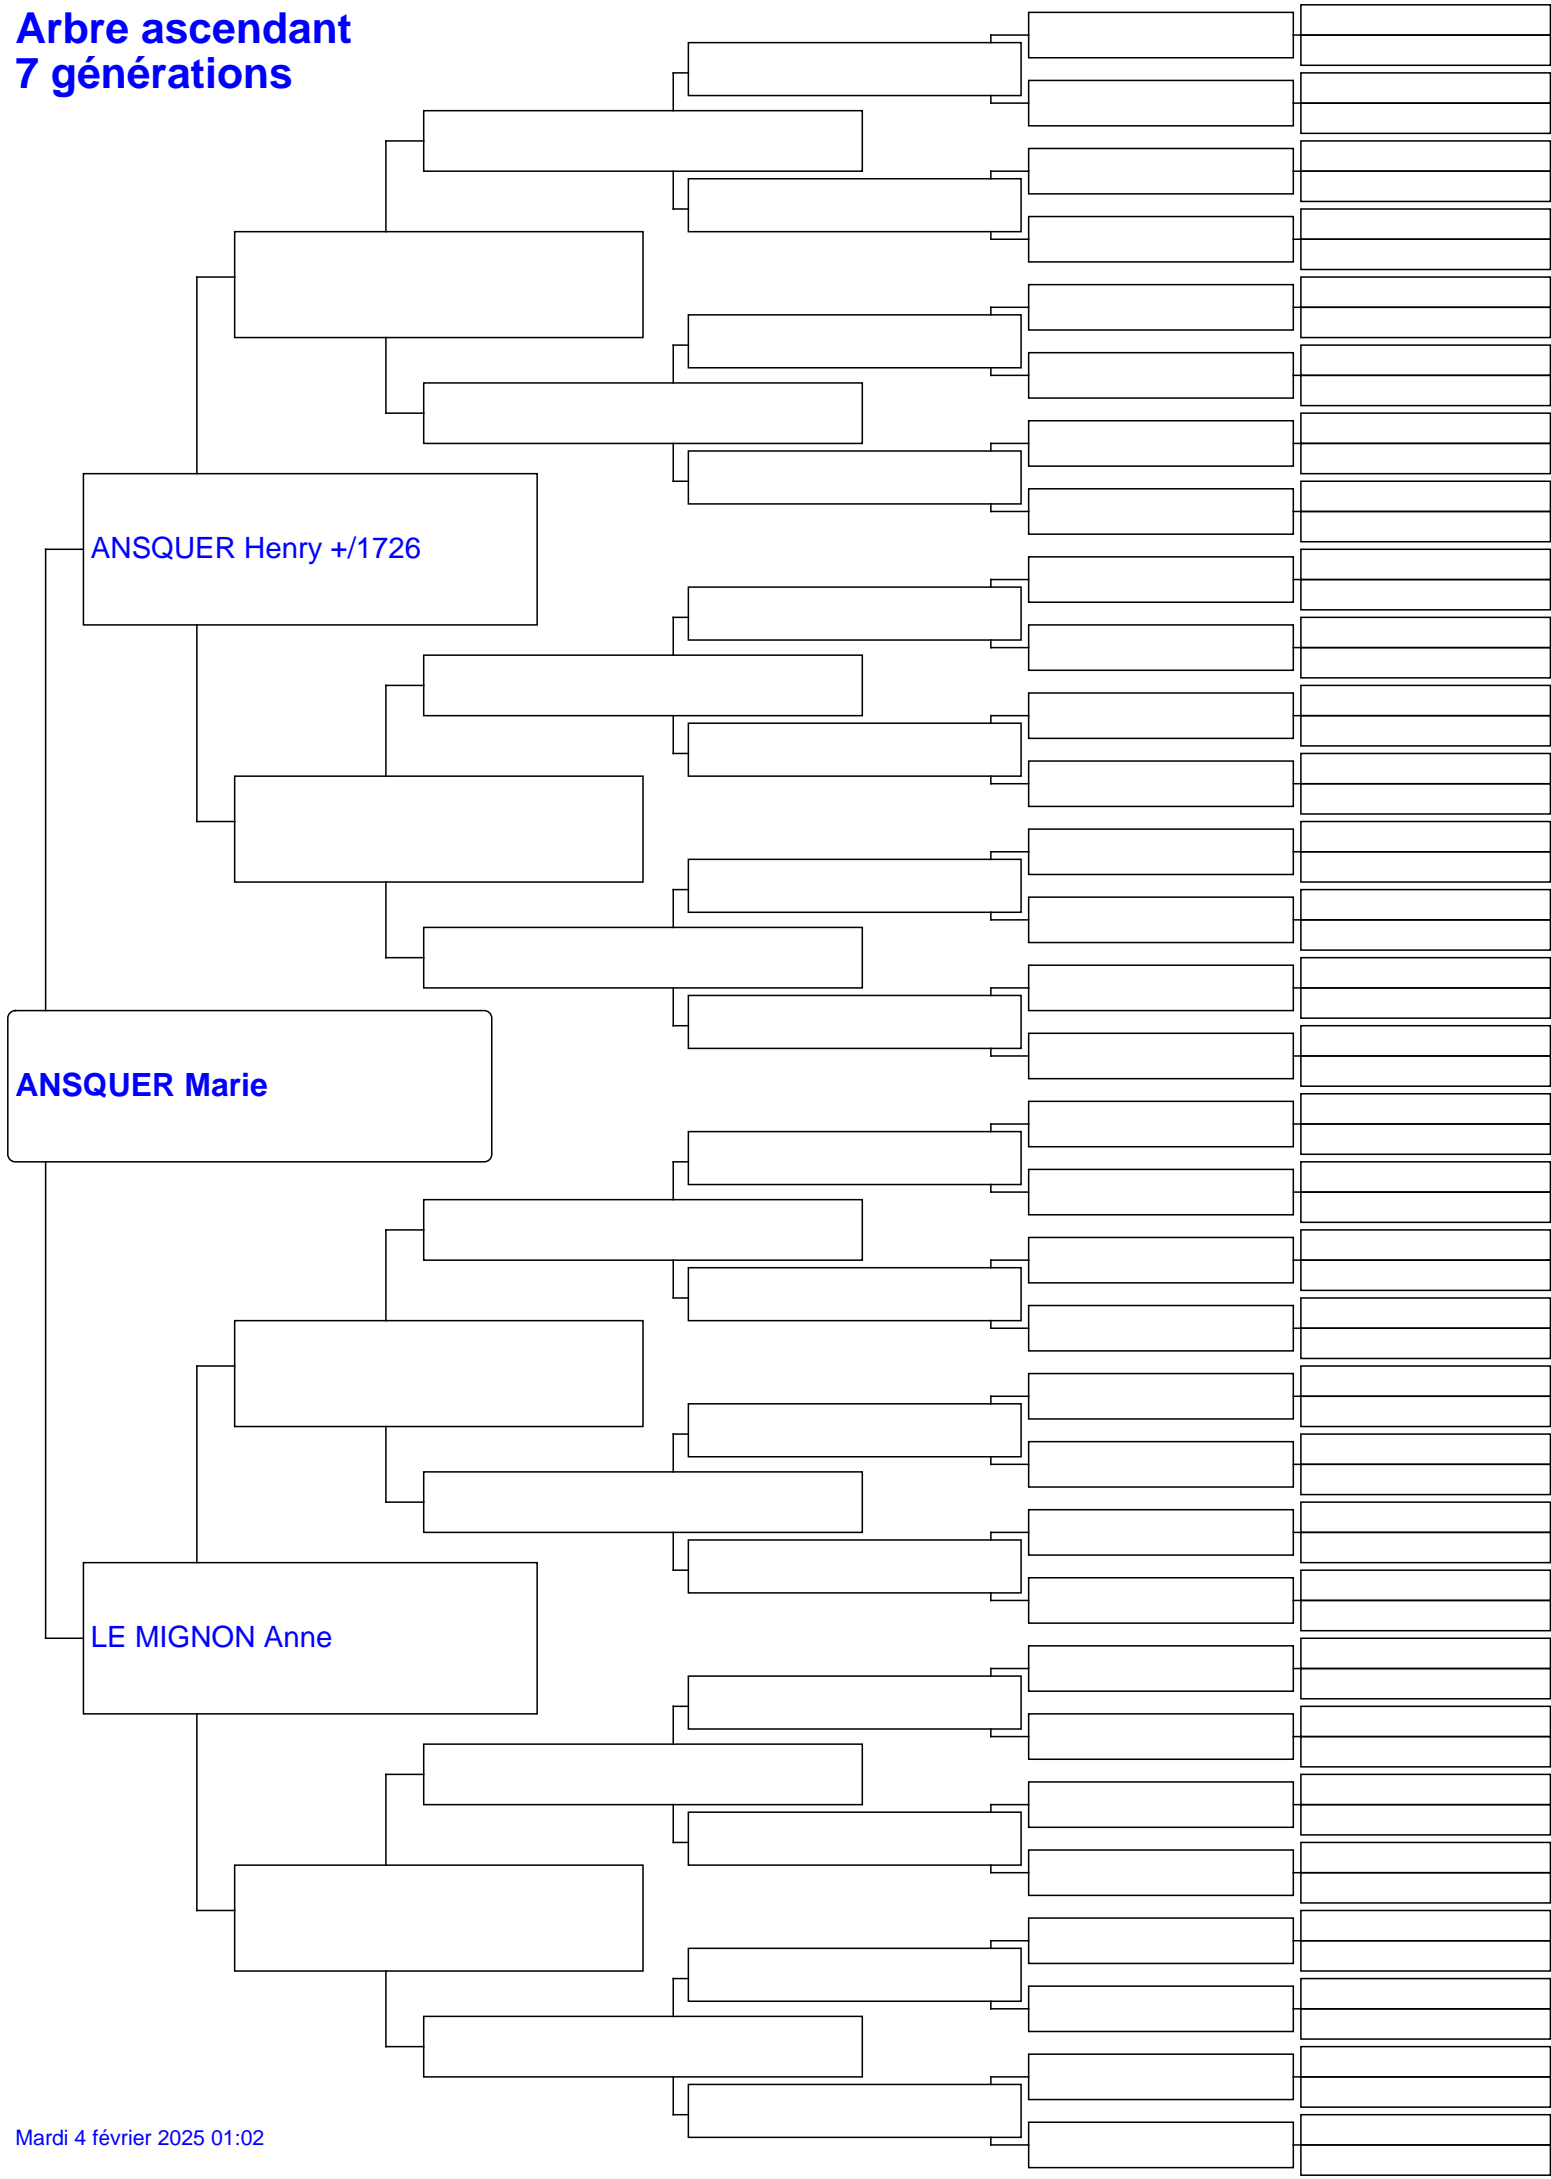 Arbre ascendant
7 générations
ANSQUER Henry +/1726
ANSQUER Marie
LE MIGNON Anne
Mardi 4 février 2025 01:02